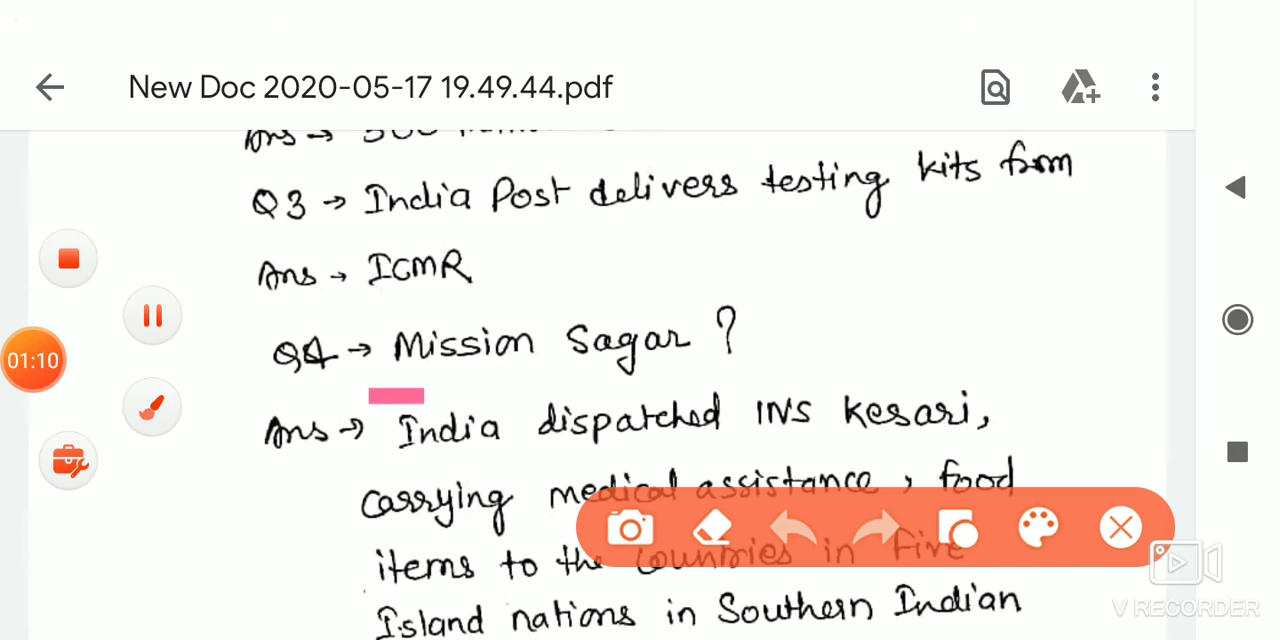 New Doc 2020-05-17 19.49.44.pdf
Ans →
Q3 → India Post delivers testing kits from
Ans → ICMR
Q4 → Mission Sagar ?
01:10
Ans → India dispatched INS Kesari,
carrying medical assistance, food
items to the countries in Five
Island nations in Southern Indian
V RECORDER